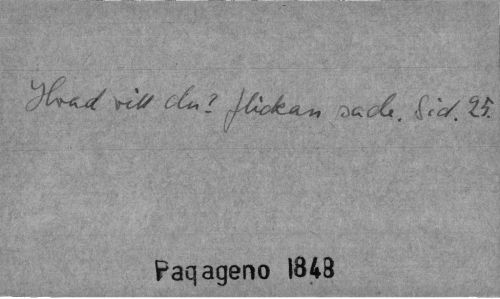 Hvad vill du? flickan sade. Sid. 25.
Paqageno 1848